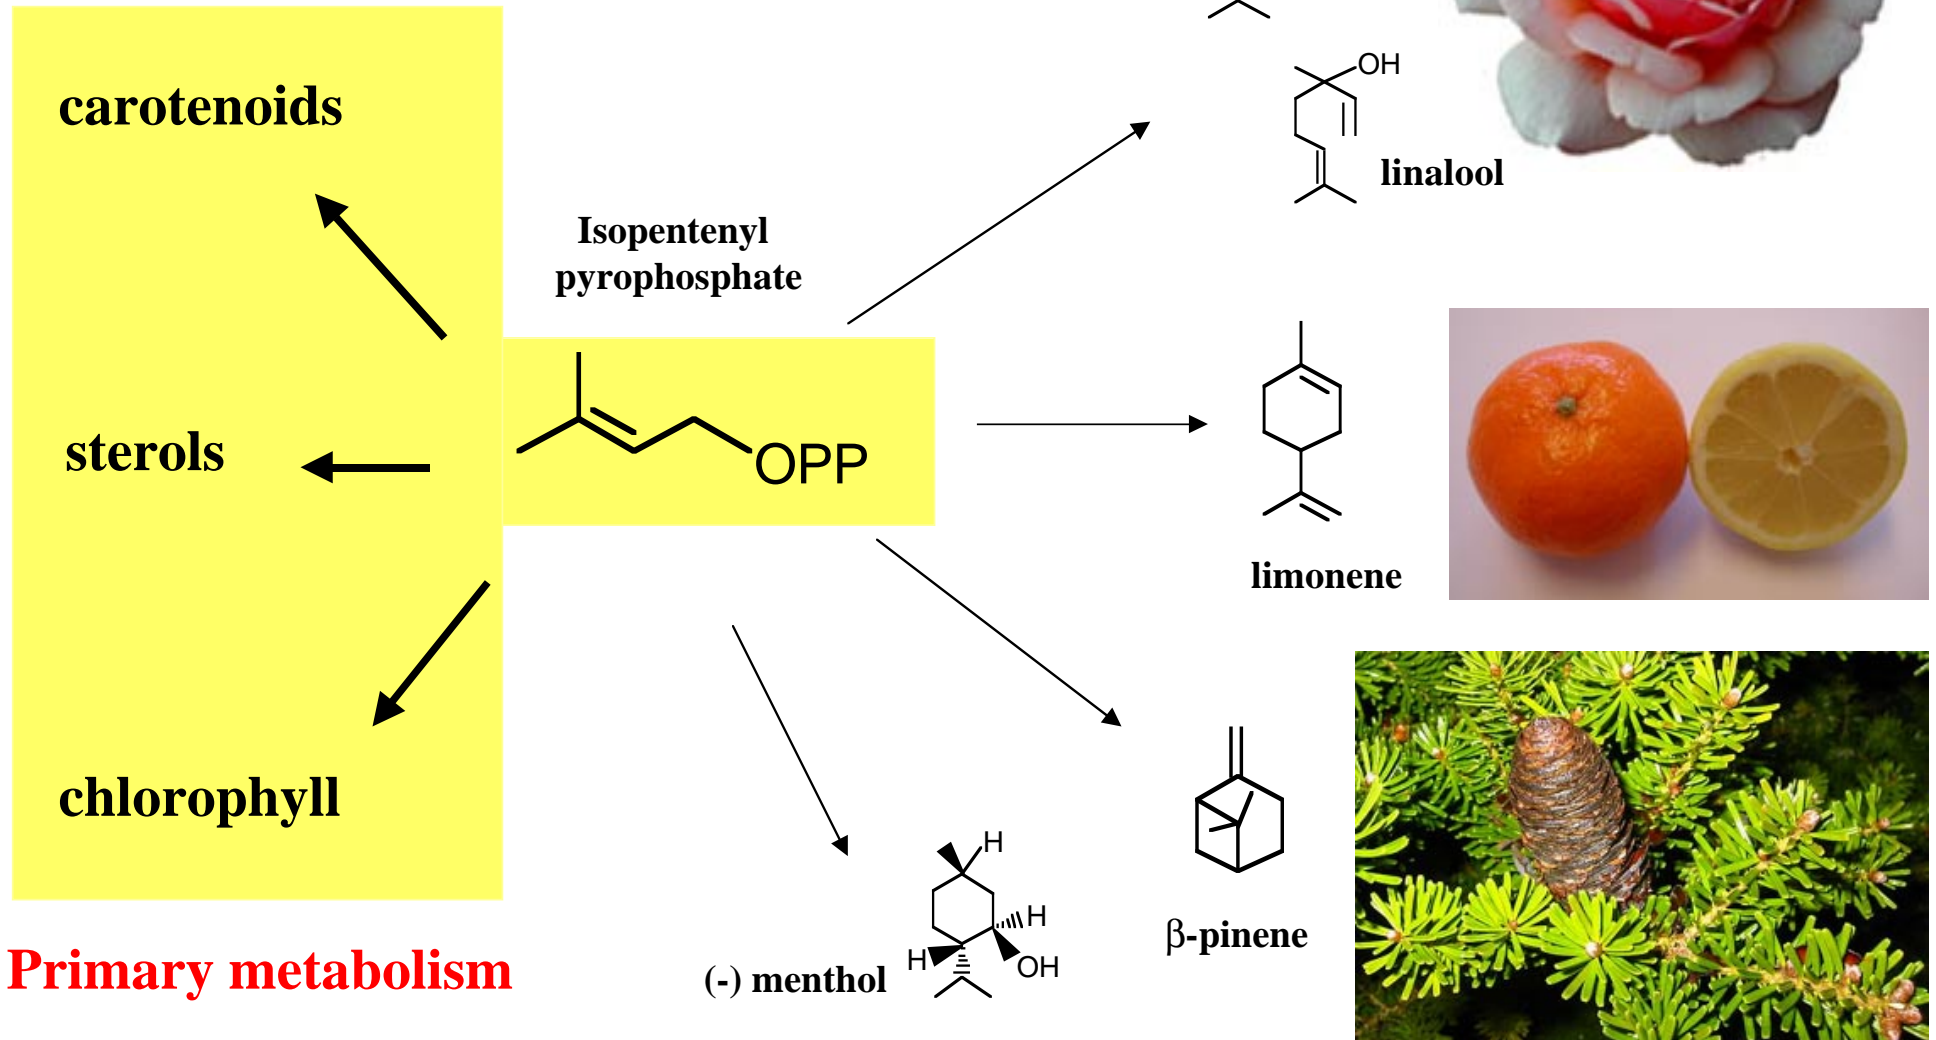 carotenoids
OH
linalool
Isopentenyl
pyrophosphate
sterols
OPP
limonene
chlorophyll
H
H
H
OH
β-pinene
(-) menthol
Primary metabolism